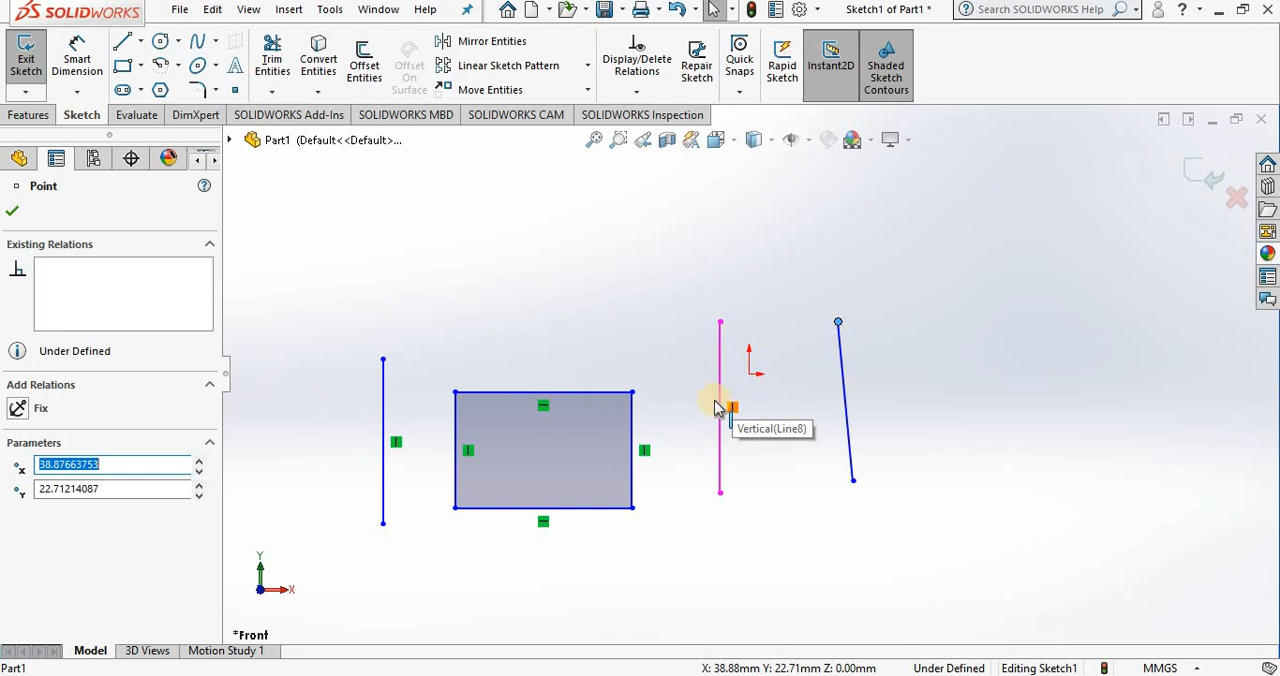 SOLIDWORKS File Edit View Insert Tools Window Help Sketch1 of Part1 * Search SOLIDWORKS Help ?
Exit Sketch
Smart Dimension
Trim Entities
Convert Entities
Offset Entities
Offset On Surface
Mirror Entities
Linear Sketch Pattern
Move Entities
Display/Delete Relations
Repair Sketch
Quick Snaps
Rapid Sketch
Instant2D
Shaded Sketch Contours
Features Sketch Evaluate DimXpert SOLIDWORKS Add-Ins SOLIDWORKS MBD SOLIDWORKS CAM SOLIDWORKS Inspection
Part1 (Default<<Default>...
Point
Existing Relations
Under Defined
Add Relations
Fix
Parameters
38.87663753
22.71214087
Vertical(Line8)
Y
X
*Front
Model 3D Views Motion Study 1
Part1 X: 38.88mm Y: 22.71mm Z: 0.00mm Under Defined Editing Sketch1 MMGS